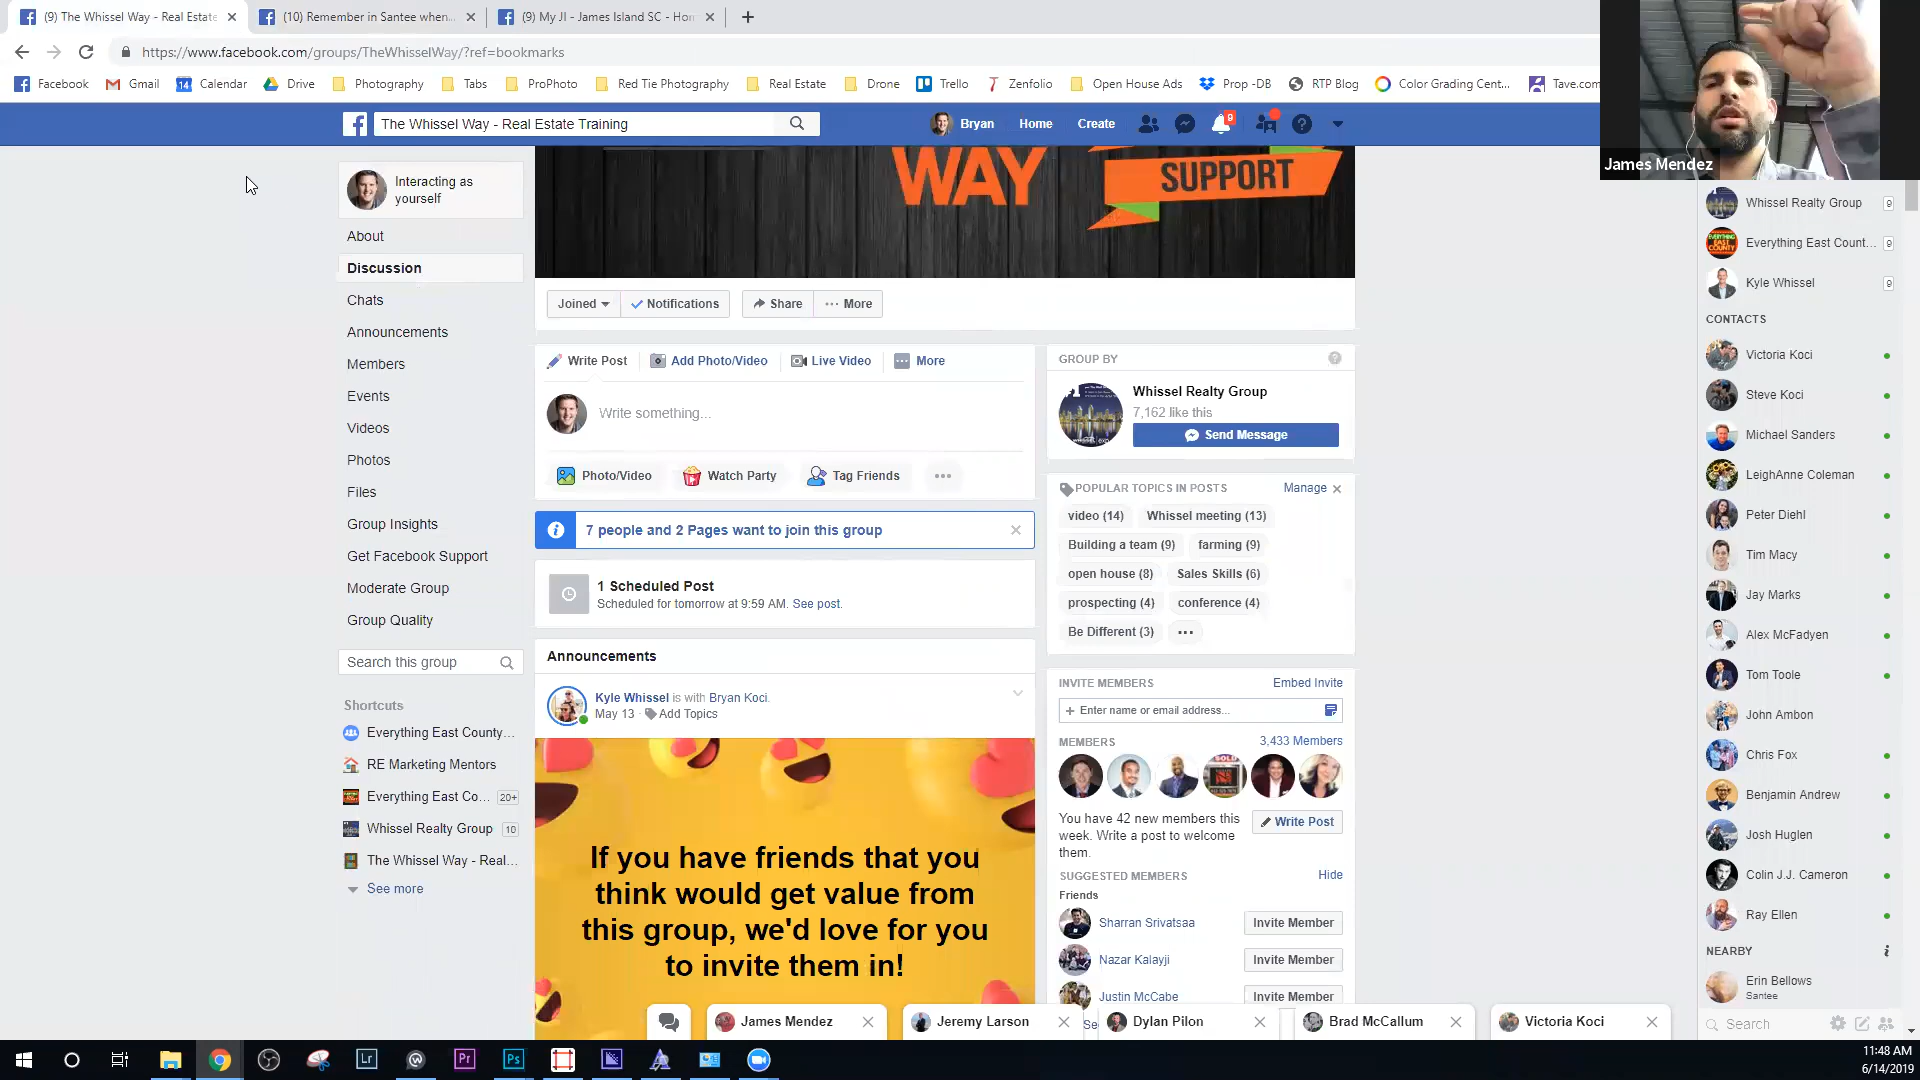 (9) The Whissel Way - Real Estate
(10) Remember in Santee when...
(9) My JI - James Island SC - Hom
https://www.facebook.com/groups/TheWhisselWay/?ref=bookmarks
Facebook
Gmail
Calendar
Drive
Photography
Tabs
ProPhoto
Red Tie Photography
Real Estate
Drone
Trello
Zenfolio
Open House Ads
Prop -DB
RTP Blog
Color Grading Cent...
Tave.com
The Whissel Way - Real Estate Training
Bryan
Home
Create
9
James Mendez
Interacting as
yourself
About
Discussion
Chats
Announcements
Members
Events
Videos
Photos
Files
Group Insights
Get Facebook Support
Moderate Group
Group Quality
Search this group
Shortcuts
Everything East County...
RE Marketing Mentors
Everything East Co... 20+
Whissel Realty Group 10
The Whissel Way - Real...
See more
WAY
SUPPORT
Joined
Notifications
Share
More
Write Post
Add Photo/Video
Live Video
More
Write something...
Photo/Video
Watch Party
Tag Friends
7 people and 2 Pages want to join this group
1 Scheduled Post
Scheduled for tomorrow at 9:59 AM. See post.
Announcements
Kyle Whissel is with Bryan Koci.
May 13 · Add Topics
If you have friends that you
think would get value from
this group, we'd love for you
to invite them in!
GROUP BY
Whissel Realty Group
7,162 like this
Send Message
POPULAR TOPICS IN POSTS
Manage
video (14)
Whissel meeting (13)
Building a team (9)
farming (9)
open house (8)
Sales Skills (6)
prospecting (4)
conference (4)
Be Different (3)
INVITE MEMBERS
Embed Invite
+ Enter name or email address...
MEMBERS
3,433 Members
You have 42 new members this
week. Write a post to welcome
them.
Write Post
SUGGESTED MEMBERS
Hide
Friends
Sharran Srivatsaa
Invite Member
Nazar Kalayji
Invite Member
Justin McCabe
Invite Member
Whissel Realty Group 9
Everything East Count... 9
Kyle Whissel 9
CONTACTS
Victoria Koci
Steve Koci
Michael Sanders
LeighAnne Coleman
Peter Diehl
Tim Macy
Jay Marks
Alex McFadyen
Tom Toole
John Ambon
Chris Fox
Benjamin Andrew
Josh Huglen
Colin J.J. Cameron
Ray Ellen
NEARBY
Erin Bellows
Santee
Search
James Mendez
Jeremy Larson
Se
Dylan Pilon
Brad McCallum
Victoria Koci
Lr
Pr
Ps
11:48 AM
6/14/2019